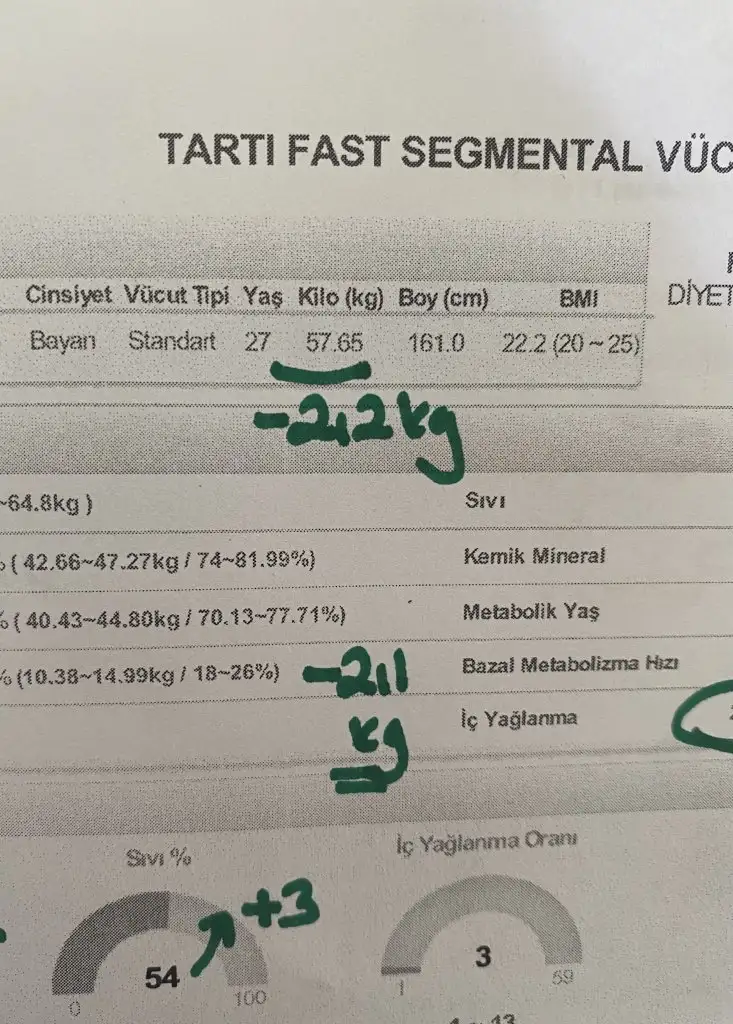 TARTI FAST SEGMENTAL VÜC
Cinsiyet Vücut Tipi Yaş Kilo (kg) Boy (cm) BMI
DİYET
Bayan Standart 27 57.65 161.0 22.2 (20 ~ 25)
-2,2 kg
~64.8kg ) Sıvı
% ( 42.66~47.27kg / 74~81.99%) Kemik Mineral
% ( 40.43~44.80kg / 70.13~77.71%) Metabolik Yaş
% (10.38~14.99kg / 18~26%) -2,1 Bazal Metabolizma Hızı
kg İç Yağlanma
Sıvı % İç Yağlanma Oranı
+3
54 3
0 100 1 59